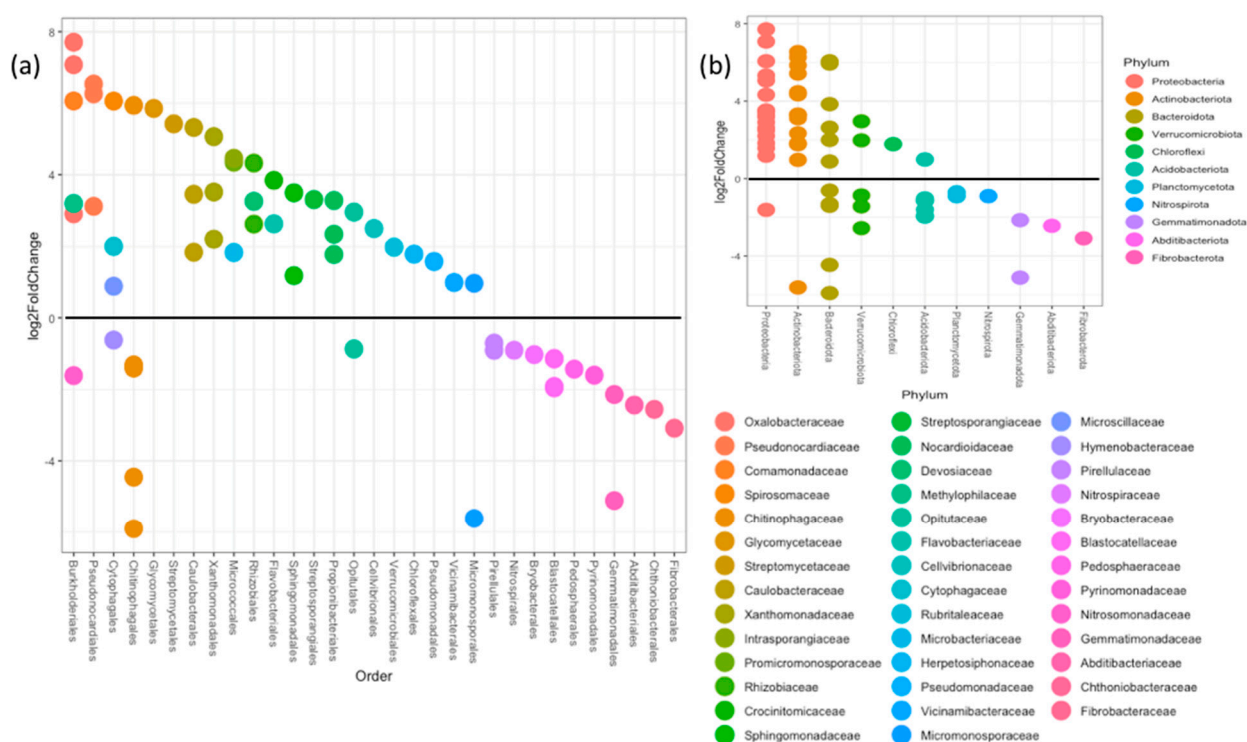 (a)
8
4
0
-4
log2FoldChange
Burkholderiales
Pseudonocardiales
Cytophagales
Chitinophagales
Glycomycetales
Streptomycetales
Caulobacterales
Xanthomonadales
Micrococcales
Rhizobiales
Flavobacteriales
Sphingomonadales
Streptosporangiales
Propionibacteriales
Opitutales
Cellvibrionales
Verrucomicrobiales
Chloroflexales
Pseudomonadales
Vicinamibacterales
Micromonosporales
Pirellulales
Nitrospirales
Bryobacterales
Blastocatellales
Pedosphaerales
Pyrinomonadales
Gemmatimonadales
Abditibacteriales
Chthoniobacterales
Fibrobacterales
Order
(b)
8
4
0
-4
log2FoldChange
Proteobacteria
Actinobacteriota
Bacteroidota
Verrucomicrobiota
Chloroflexi
Acidobacteriota
Planctomycetota
Nitrospirota
Gemmatimonadota
Abditibacteriota
Fibrobacterota
Phylum
Proteobacteria
Actinobacteriota
Bacteroidota
Verrucomicrobiota
Chloroflexi
Acidobacteriota
Planctomycetota
Nitrospirota
Gemmatimonadota
Abditibacteriota
Fibrobacterota
Phylum
Oxalobacteraceae
Pseudonocardiaceae
Comamonadaceae
Spirosomaceae
Chitinophagaceae
Glycomycetaceae
Streptomycetaceae
Caulobacteraceae
Xanthomonadaceae
Intrasporangiaceae
Promicromonosporaceae
Rhizobiaceae
Crocinitomicaceae
Sphingomonadaceae
Streptosporangiaceae
Nocardioidaceae
Devosiaceae
Methylophilaceae
Opitutaceae
Flavobacteriaceae
Cellvibrionaceae
Cytophagaceae
Rubritaleaceae
Microbacteriaceae
Herpetosiphonaceae
Pseudomonadaceae
Vicinamibacteraceae
Micromonosporaceae
Microscillaceae
Hymenobacteraceae
Pirellulaceae
Nitrospiraceae
Bryobacteraceae
Blastocatellaceae
Pedosphaeraceae
Pyrinomonadaceae
Nitrosomonadaceae
Gemmatimonadaceae
Abditibacteriaceae
Chthoniobacteraceae
Fibrobacteraceae